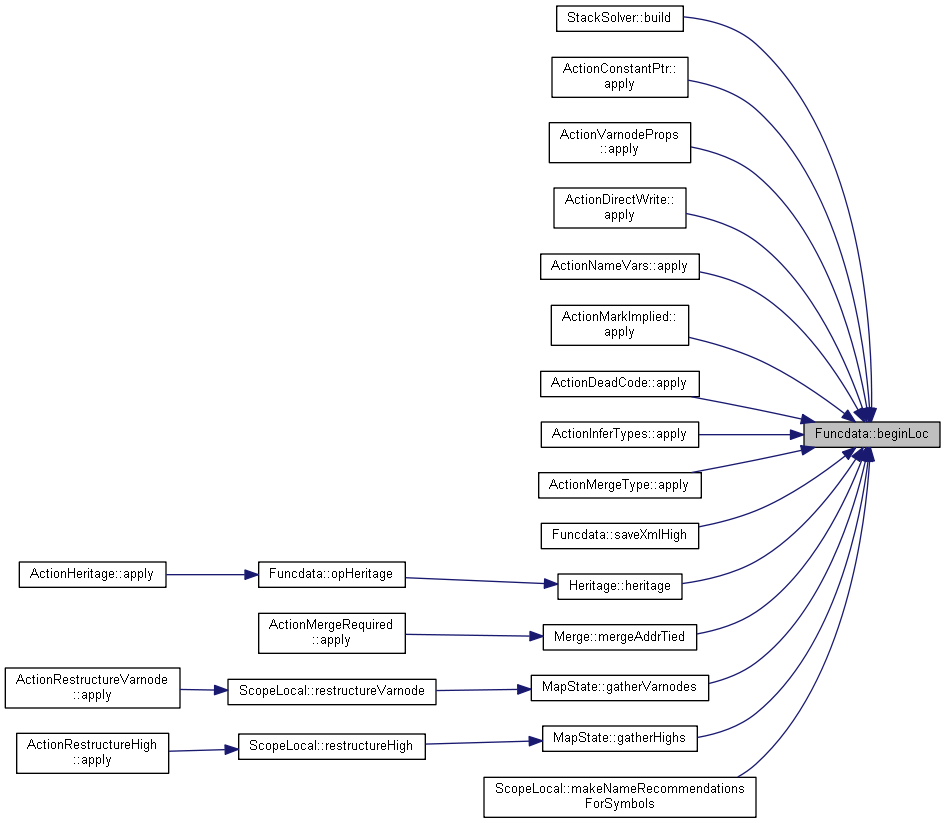 StackSolver::build
ActionConstantPtr::
apply
ActionVarnodeProps
::apply
ActionDirectWrite::
apply
ActionNameVars::apply
ActionMarkImplied::
apply
ActionDeadCode::apply
Funcdata::beginLoc
ActionInferTypes::apply
ActionMergeType::apply
Funcdata::saveXmlHigh
ActionHeritage::apply
Funcdata::opHeritage
Heritage::heritage
ActionMergeRequired
::apply
Merge::mergeAddrTied
ActionRestructureVarnode
::apply
ScopeLocal::restructureVarnode
MapState::gatherVarnodes
ActionRestructureHigh
::apply
ScopeLocal::restructureHigh
MapState::gatherHighs
ScopeLocal::makeNameRecommendations
ForSymbols